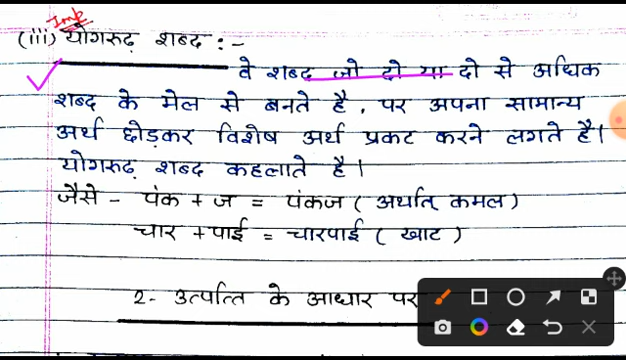 Imp
(iii) योगरुढ़ शब्द :-
वे शब्द जो दो या दो से अधिक
शब्द के मेल से बनते है, पर अपना सामान्य
अर्थ छोड़कर विशेष अर्थ प्रकट करने लगते है।
योगरुढ़ शब्द कहलाते है।
जैसे - पंक + ज = पंकज ( अर्थात् कमल )
चार + पाई = चारपाई ( खाट )
2- उत्पत्ति के आधार पर